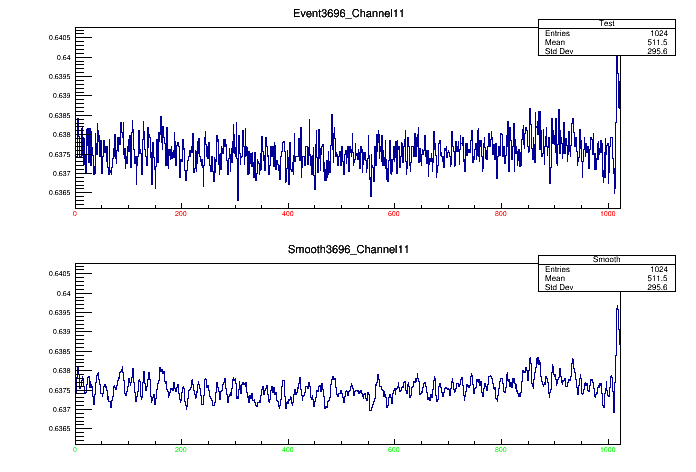 Event3696_Channel11
Test
Entries 1024
Mean 511.5
Std Dev 295.6
0.6405
0.64
0.6395
0.639
0.6385
0.638
0.6375
0.637
0.6365
0 200 400 600 800 1000
Smooth3696_Channel11
Smooth
Entries 1024
Mean 511.5
Std Dev 295.6
0.6405
0.64
0.6395
0.639
0.6385
0.638
0.6375
0.637
0.6365
0 200 400 600 800 1000